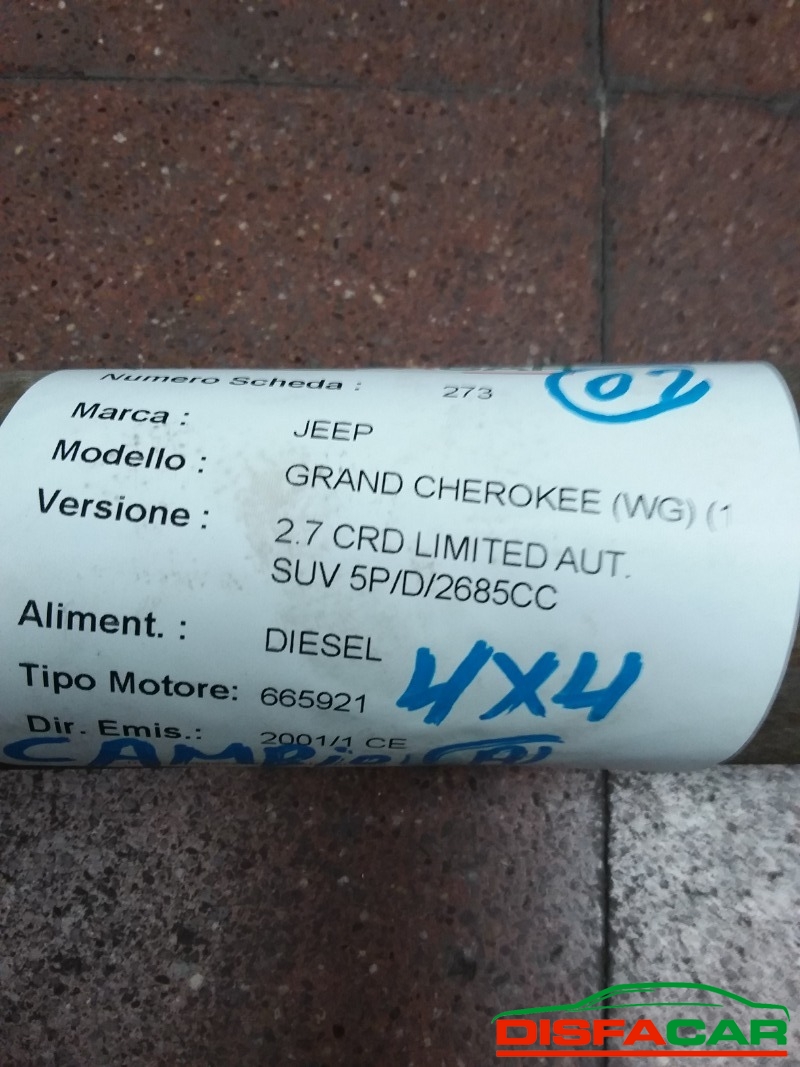 Numero Scheda : 273 02
Marca : JEEP
Modello : GRAND CHEROKEE (WG) (1
Versione : 2.7 CRD LIMITED AUT.
SUV 5P/D/2685CC
Aliment. : DIESEL
4X4
Tipo Motore: 665921
Dir. Emis.: 2001/1 CE
DISFACAR